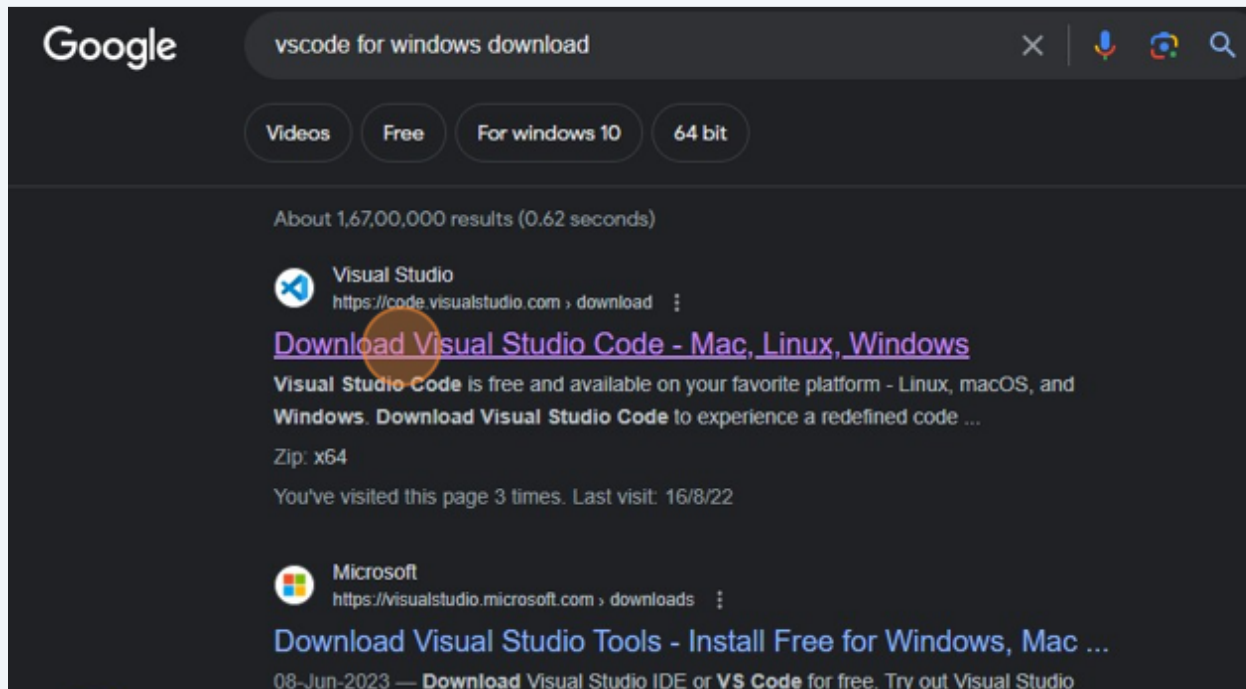 Google
vscode for windows download
Videos Free For windows 10 64 bit
About 1,67,00,000 results (0.62 seconds)
Visual Studio
https://code.visualstudio.com › download
Download Visual Studio Code - Mac, Linux, Windows
Visual Studio Code is free and available on your favorite platform - Linux, macOS, and
Windows. Download Visual Studio Code to experience a redefined code ...
Zip: x64
You've visited this page 3 times. Last visit: 16/8/22
Microsoft
https://visualstudio.microsoft.com › downloads
Download Visual Studio Tools - Install Free for Windows, Mac ...
08-Jun-2023 — Download Visual Studio IDE or VS Code for free. Try out Visual Studio